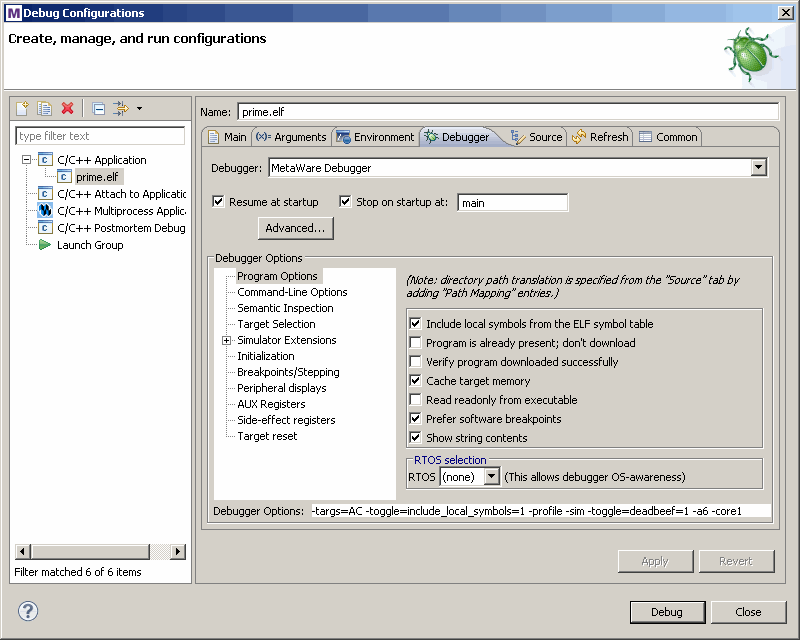 Debug Configurations
Create, manage, and run configurations
type filter text
C/C++ Application
prime.elf
C/C++ Attach to Applicatic
C/C++ Multiprocess Applic
C/C++ Postmortem Debug
Launch Group
Filter matched 6 of 6 items
Name: prime.elf
Main (x)= Arguments Environment Debugger Source Refresh Common
Debugger: MetaWare Debugger
Resume at startup Stop on startup at: main
Advanced...
Debugger Options
Program Options
Command-Line Options
Semantic Inspection
Target Selection
Simulator Extensions
Initialization
Breakpoints/Stepping
Peripheral displays
AUX Registers
Side-effect registers
Target reset
(Note: directory path translation is specified from the "Source" tab by
adding "Path Mapping" entries.)
Include local symbols from the ELF symbol table
Program is already present; don't download
Verify program downloaded successfully
Cache target memory
Read readonly from executable
Prefer software breakpoints
Show string contents
RTOS selection
RTOS (none) (This allows debugger OS-awareness)
Debugger Options: -targs=AC -toggle=include_local_symbols=1 -profile -sim -toggle=deadbeef=1 -a6 -core1
Apply Revert
? Debug Close